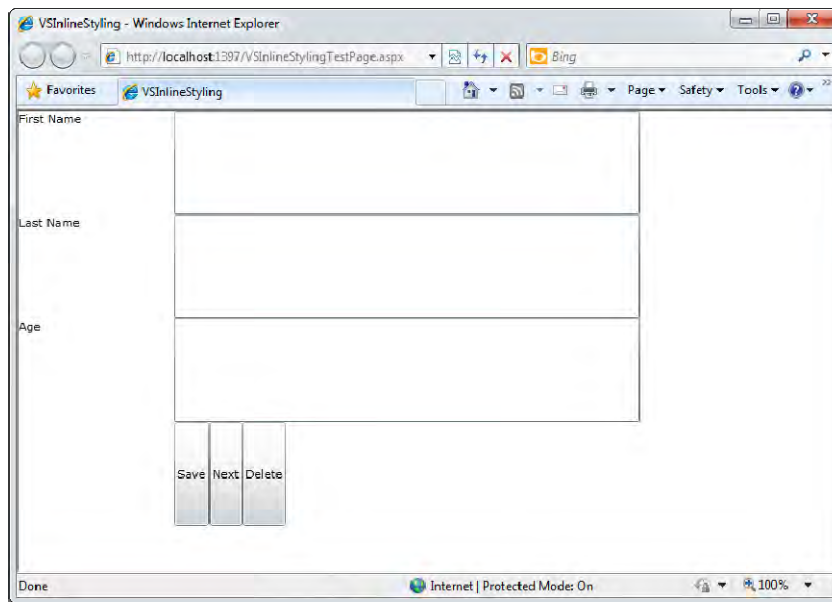 VSInlineStyling - Windows Internet Explorer
http://localhost:1397/VSInlineStylingTestPage.aspx
Bing
Favorites
VSInlineStyling
Page
Safety
Tools
First Name
Last Name
Age
Save
Next
Delete
Done
Internet | Protected Mode: On
100%